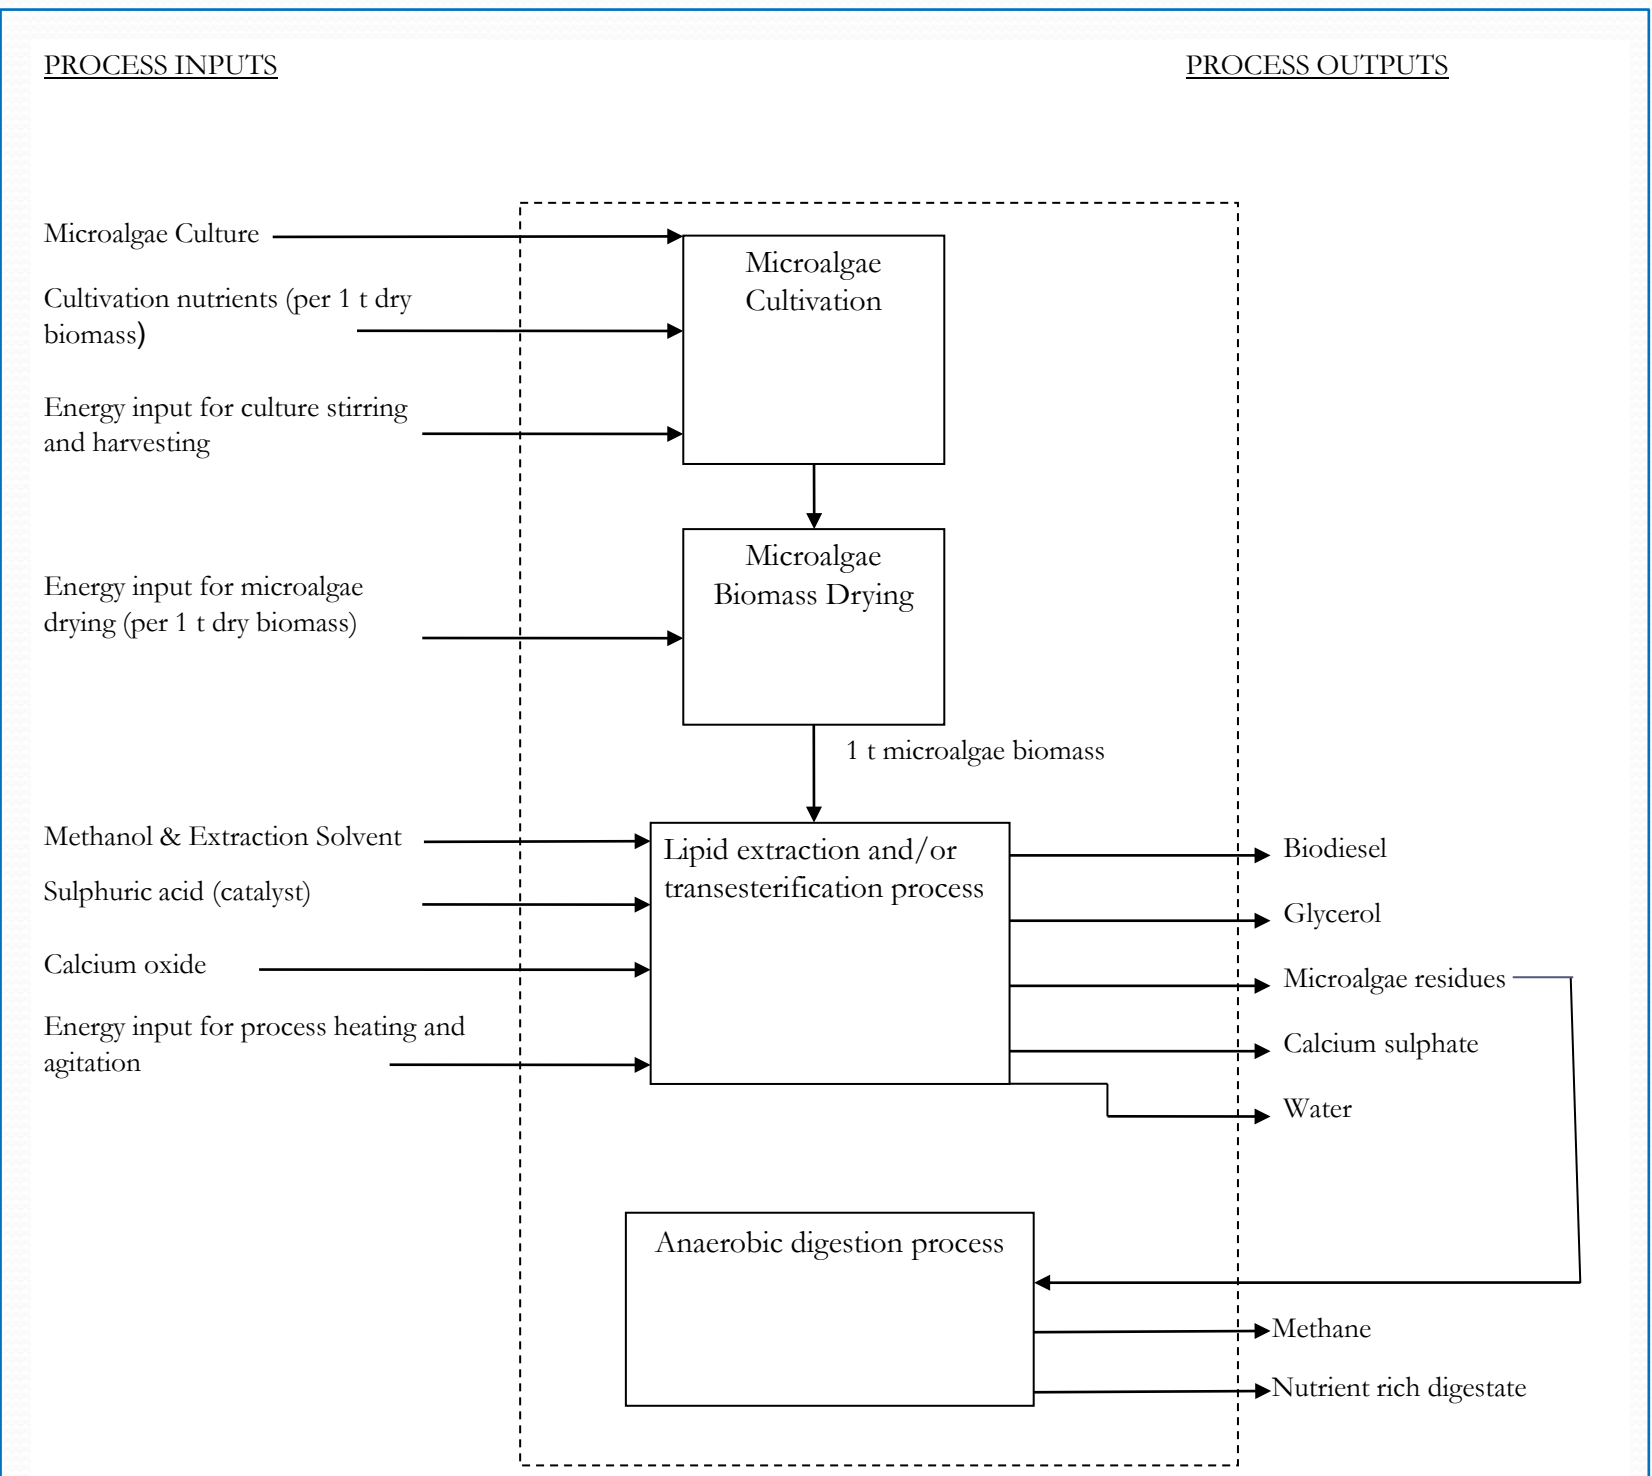 PROCESS INPUTS
PROCESS OUTPUTS
Microalgae Culture
Cultivation nutrients (per 1 t dry
biomass)
Energy input for culture stirring
and harvesting
Microalgae
Cultivation
Energy input for microalgae
drying (per 1 t dry biomass)
Microalgae
Biomass Drying
1 t microalgae biomass
Methanol & Extraction Solvent
Sulphuric acid (catalyst)
Calcium oxide
Energy input for process heating and
agitation
Lipid extraction and/or
transesterification process
Biodiesel
Glycerol
Microalgae residues
Calcium sulphate
Water
Anaerobic digestion process
Methane
Nutrient rich digestate